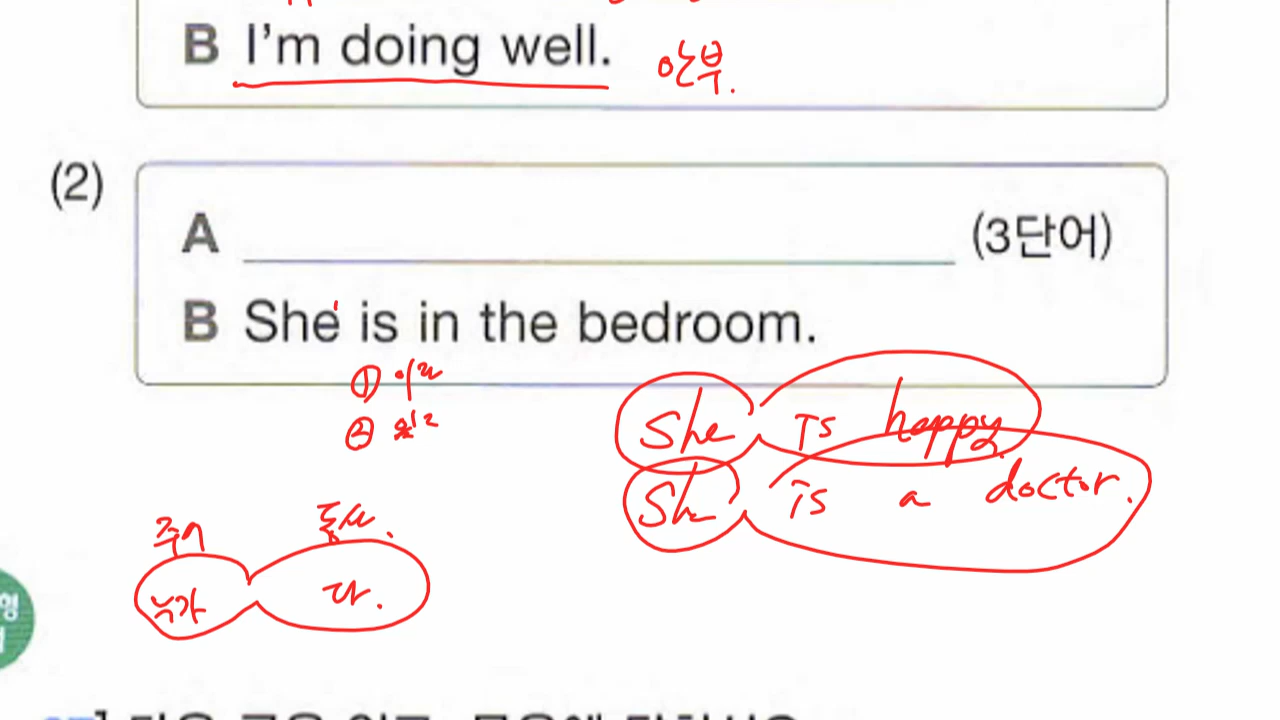 B I'm doing well. 안부.
(2)
A (3단어)
B She is in the bedroom.
① 이다
② 있다
She is happy
She is a doctor.
주어 동사.
누가 다.